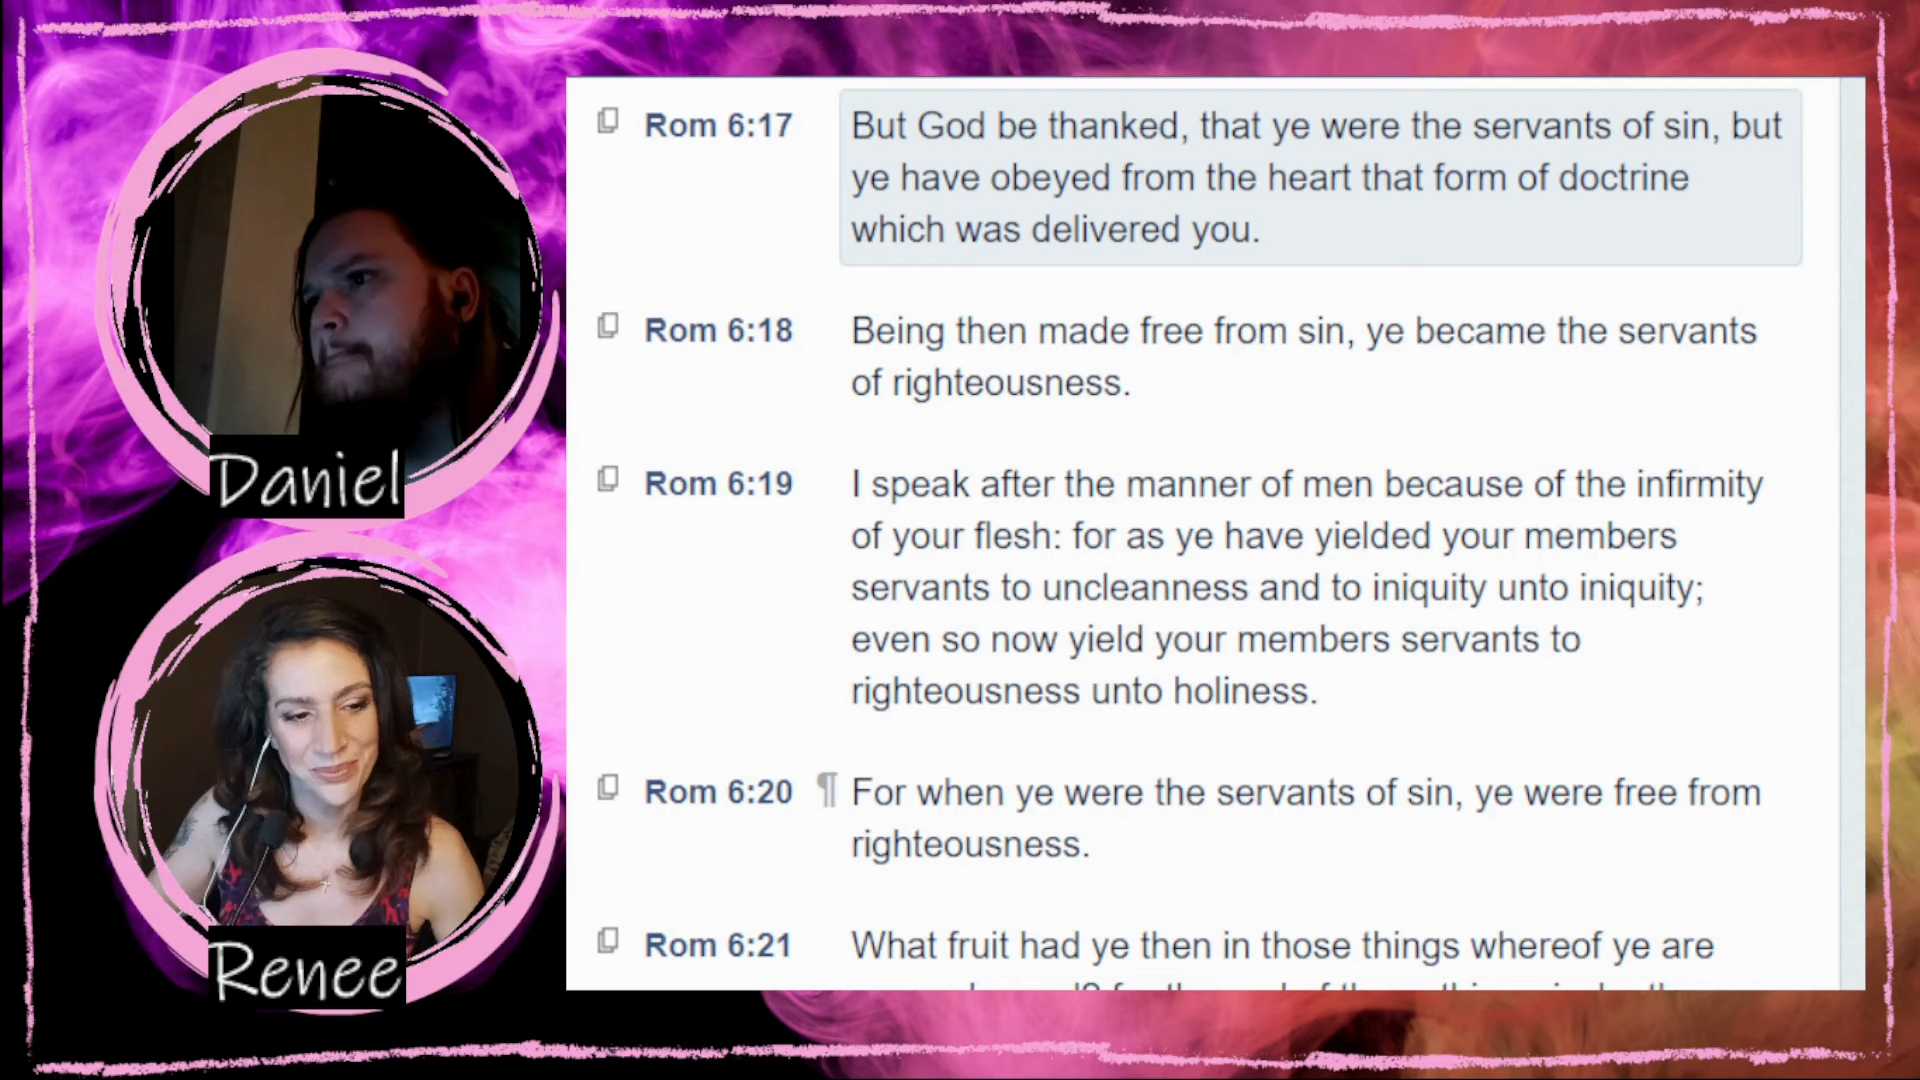 Daniel
Renee
Rom 6:17 But God be thanked, that ye were the servants of sin, but
ye have obeyed from the heart that form of doctrine
which was delivered you.
Rom 6:18 Being then made free from sin, ye became the servants
of righteousness.
Rom 6:19 I speak after the manner of men because of the infirmity
of your flesh: for as ye have yielded your members
servants to uncleanness and to iniquity unto iniquity;
even so now yield your members servants to
righteousness unto holiness.
Rom 6:20 ¶ For when ye were the servants of sin, ye were free from
righteousness.
Rom 6:21 What fruit had ye then in those things whereof ye are